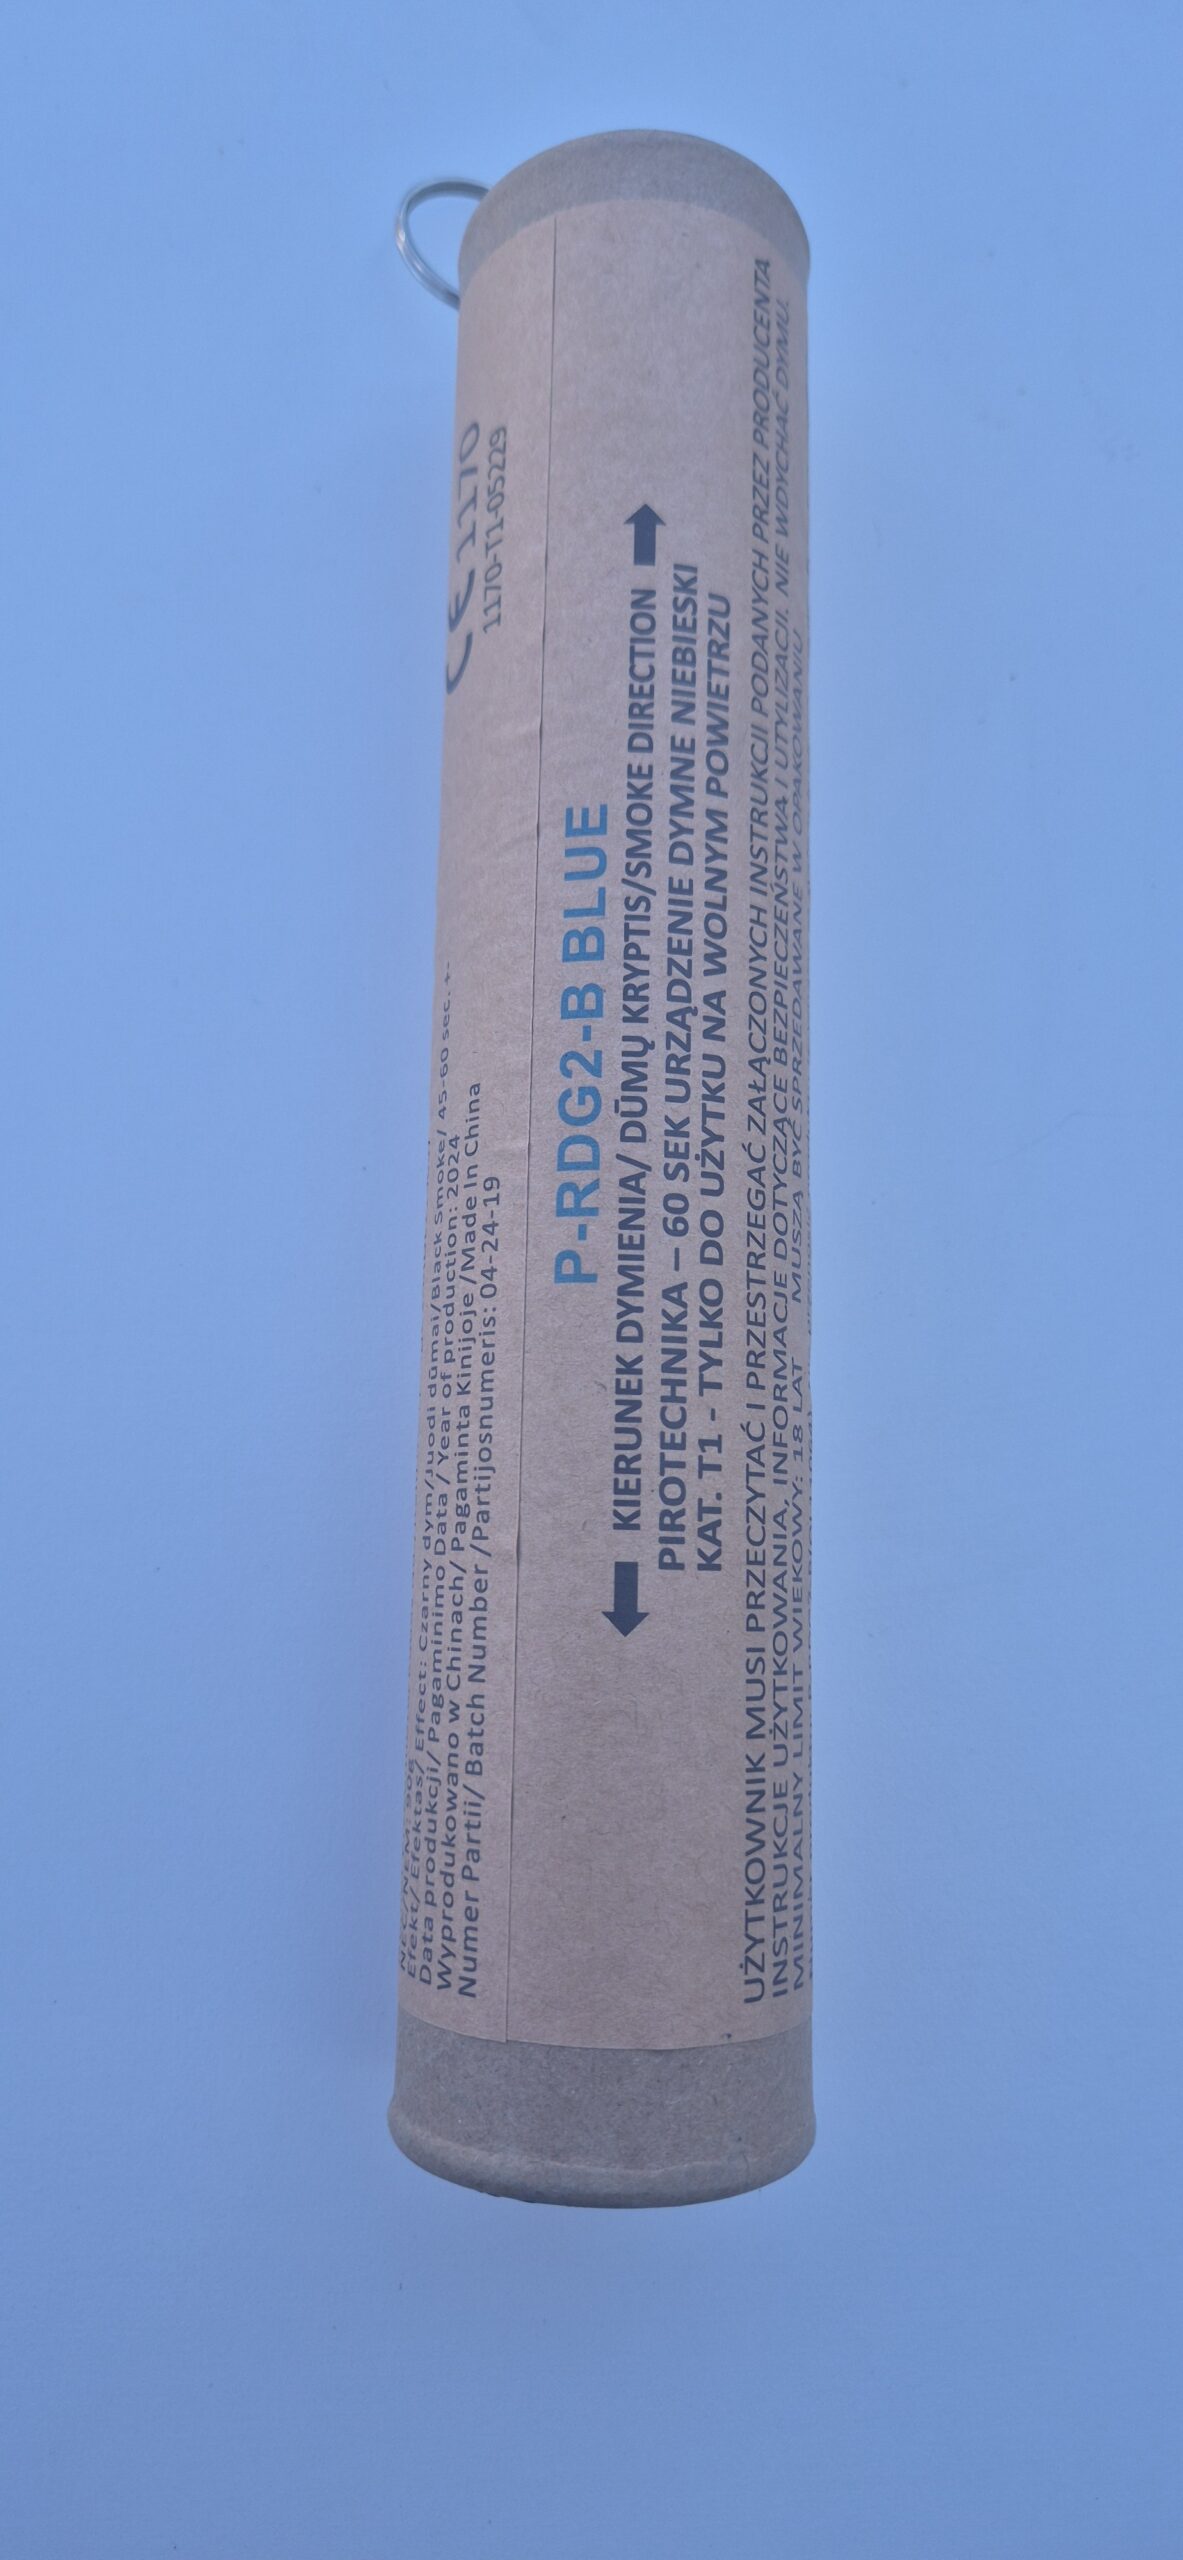 NEC/NEM: 90g
Efekt/ Efektas/ Effect: Czarny dym/Juodi dūmai/Black Smoke/ 45-60 sec.+-
Data produkcji/ Pagaminimo Data / Year of production: 2024
Wyprodukowano w Chinach/ Pagaminta Kinijoje /Made In China
Numer Partii/ Batch Number /Partijosnumeris: 04-24-19
CE 1170
1170-T1-05229
P-RDG2-B BLUE
KIERUNEK DYMIENIA/ DŪMŲ KRYPTIS/SMOKE DIRECTION
PIROTECHNIKA – 60 SEK URZĄDZENIE DYMNE NIEBIESKI
KAT. T1 - TYLKO DO UŻYTKU NA WOLNYM POWIETRZU
UŻYTKOWNIK MUSI PRZECZYTAĆ I PRZESTRZEGAĆ ZAŁĄCZONYCH INSTRUKCJI PODANYCH PRZEZ PRODUCENTA
INSTRUKCJE UŻYTKOWANIA, INFORMACJE DOTYCZĄCE BEZPIECZEŃSTWA I UTYLIZACJI. NIE WDYCHAĆ DYMU.
MINIMALNY LIMIT WIEKOWY: 18 LAT MUSZĄ BYĆ SPRZEDAWANE W OPAKOWANIU